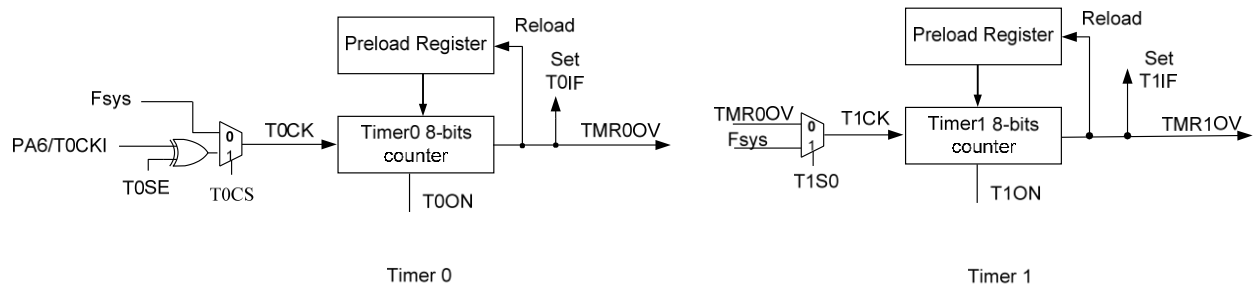 Preload Register
Reload
Set
T0IF
Fsys
0
1
T0CK
Timer0 8-bits
counter
TMR0OV
PA6/T0CKI
T0SE
T0CS
T0ON
Timer 0
Preload Register
Reload
Set
T1IF
TMR0OV
Fsys
0
1
T1CK
Timer1 8-bits
counter
TMR1OV
T1S0
T1ON
Timer 1